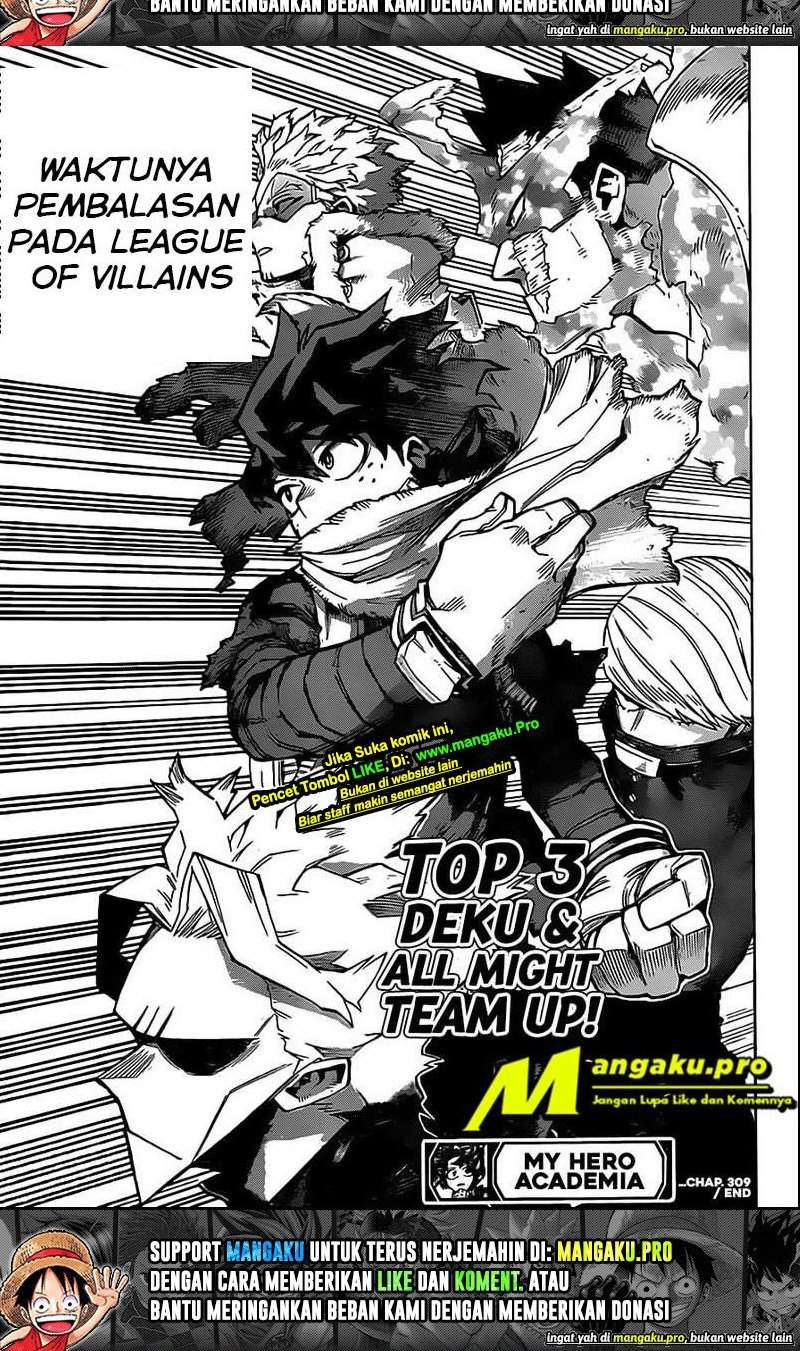 BANTU MERINGANKAN BEBAN KAMI DENGAN MEMBERIKAN DONASI
ingat yah di mangaku.pro, bukan website lain
WAKTUNYA
PEMBALASAN
PADA LEAGUE
OF VILLAINS
Jika Suka komik ini,
Pencet Tombol LIKE, Di: www.mangaku.Pro
Bukan di website lain
Biar staff makin semangat nerjemahin
TOP 3
DEKU &
ALL MIGHT
TEAM UP!
Mangaku.pro
Jangan Lupa Like dan Komennya
MY HERO
ACADEMIA
...CHAP. 309
/ END
SUPPORT MANGAKU UNTUK TERUS NERJEMAHIN DI: MANGAKU.PRO
DENGAN CARA MEMBERIKAN LIKE DAN KOMENT. ATAU
BANTU MERINGANKAN BEBAN KAMI DENGAN MEMBERIKAN DONASI
ingat yah di mangaku.pro, bukan website lain